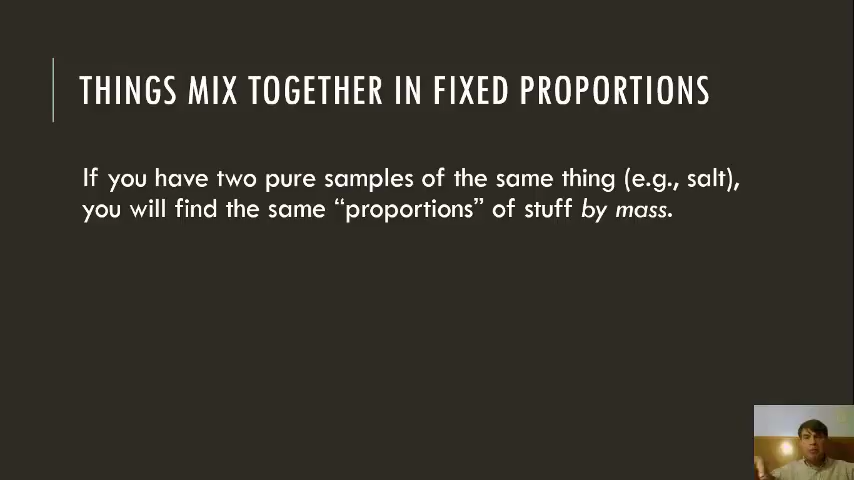 THINGS MIX TOGETHER IN FIXED PROPORTIONS
If you have two pure samples of the same thing (e.g., salt),
you will find the same “proportions” of stuff by mass.